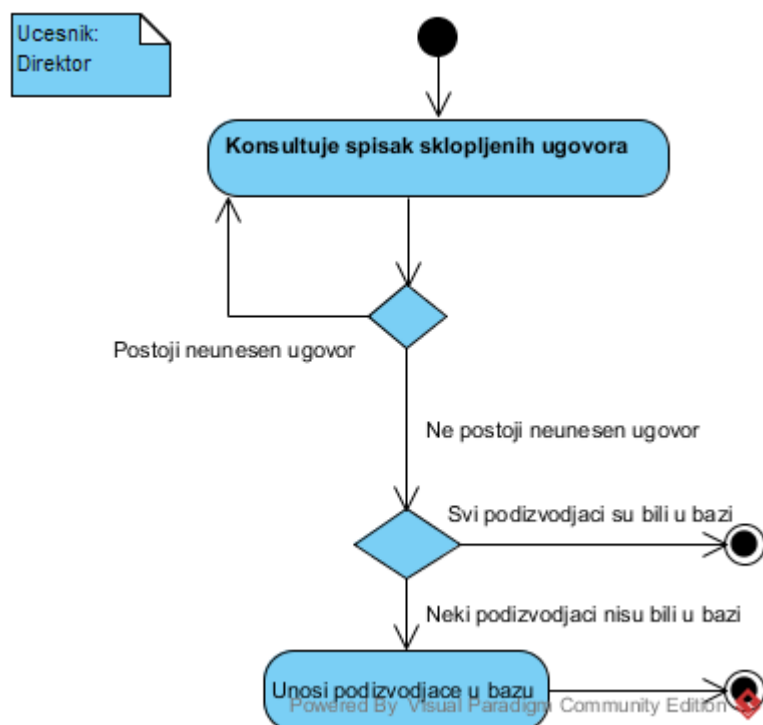 Ucesnik:
Direktor
Konsultuje spisak sklopljenih ugovora
Postoji neunesen ugovor
Ne postoji neunesen ugovor
Svi podizvodjaci su bili u bazi
Neki podizvodjaci nisu bili u bazi
Unosi podizvodjace u bazu
Powered By Visual Paradigm Community Edition